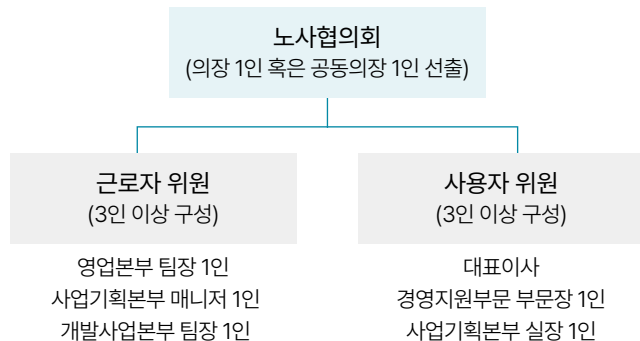 노사협의회
(의장 1인 혹은 공동의장 1인 선출)
근로자 위원
(3인 이상 구성)
영업본부 팀장 1인
사업기획본부 매니저 1인
개발사업본부 팀장 1인
사용자 위원
(3인 이상 구성)
대표이사
경영지원부문 부문장 1인
사업기획본부 실장 1인